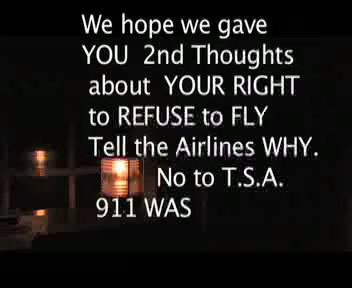 We hope we gave
YOU 2nd Thoughts
about YOUR RIGHT
to REFUSE to FLY
Tell the Airlines WHY.
No to T.S.A.
911 WAS